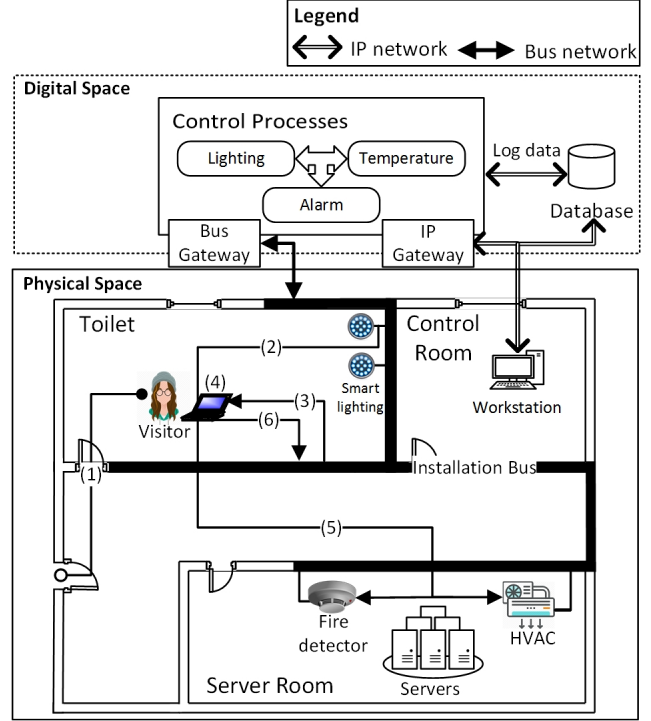 Legend
IP network
Bus network
Digital Space
Control Processes
Lighting
Temperature
Alarm
Log data
Database
Bus
Gateway
IP
Gateway
Physical Space
Toilet
Control
Room
(2)
(4)
Smart
lighting
Workstation
(3)
(6)
Visitor
(1)
Installation Bus
(5)
Fire
detector
HVAC
Server Room
Servers